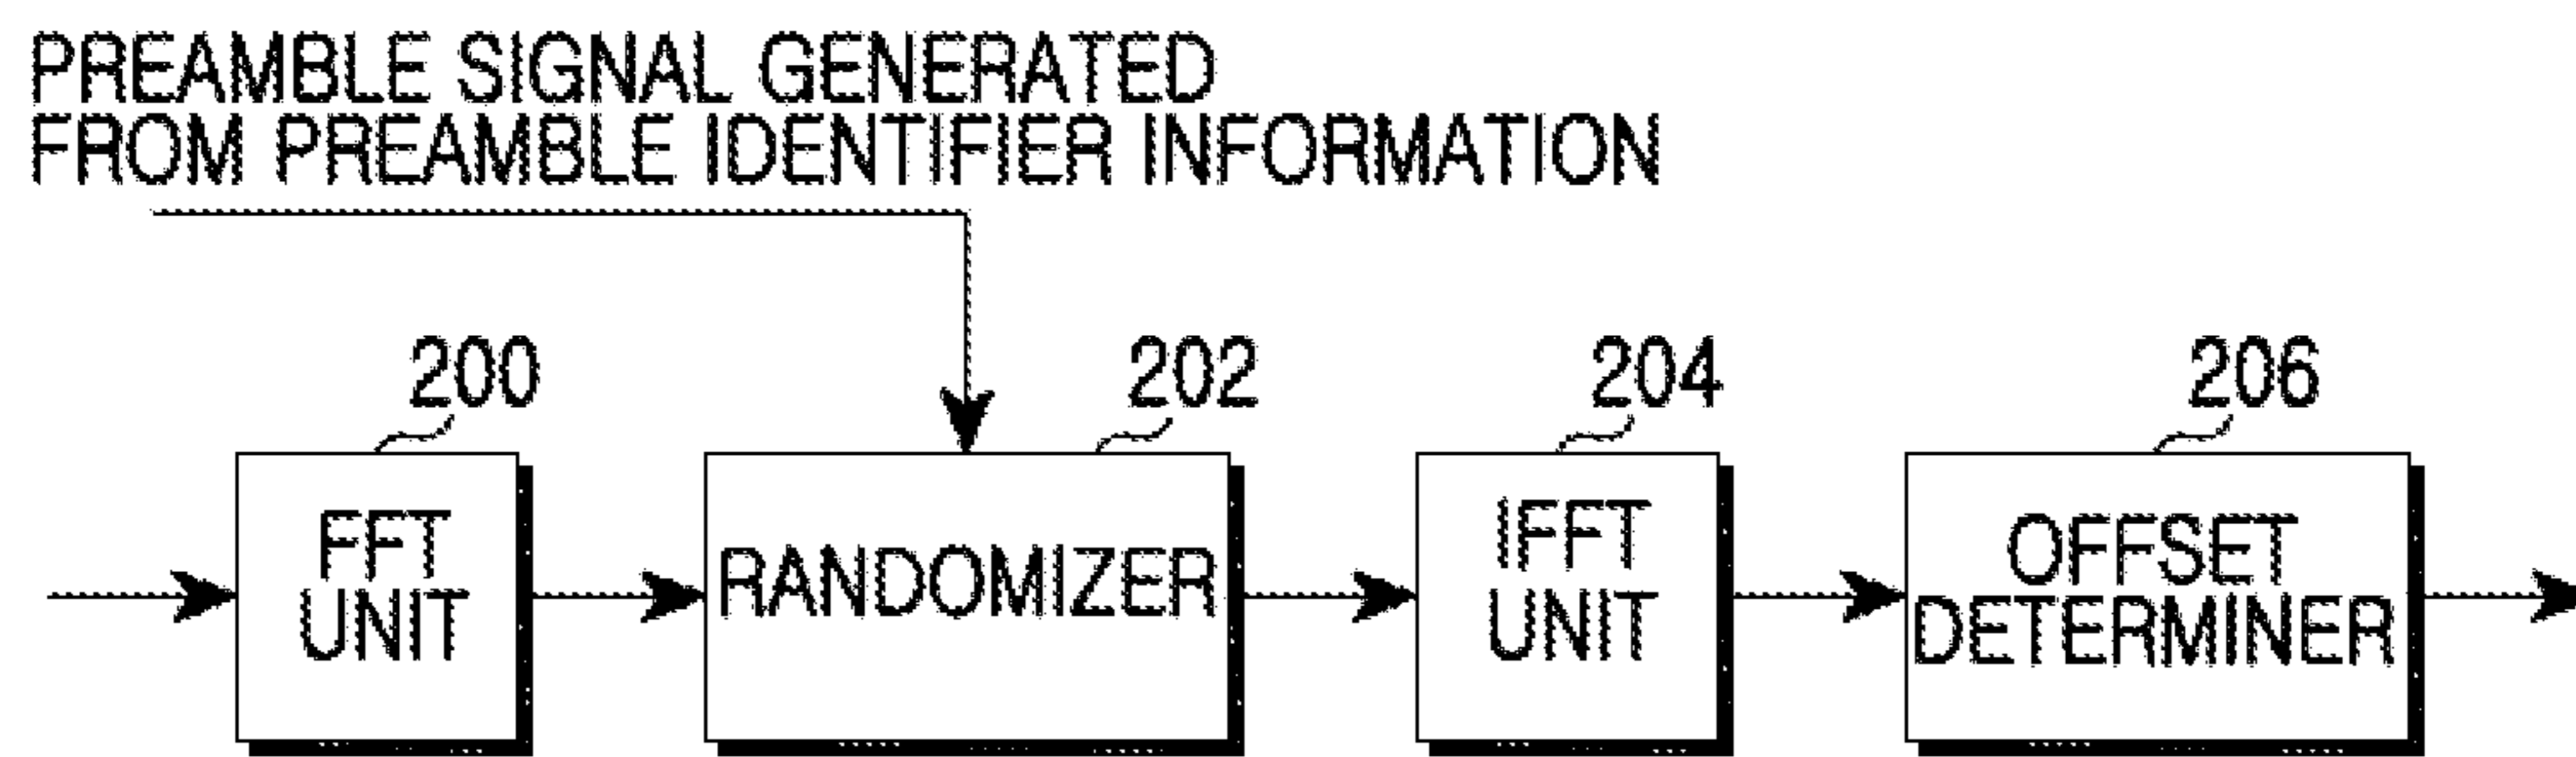 PREAMBLE SIGNAL GENERATED
FROM PREAMBLE IDENTIFIER INFORMATION
200
202
204
206
FFT
UNIT
RANDOMIZER
IFFT
UNIT
OFFSET
DETERMINER